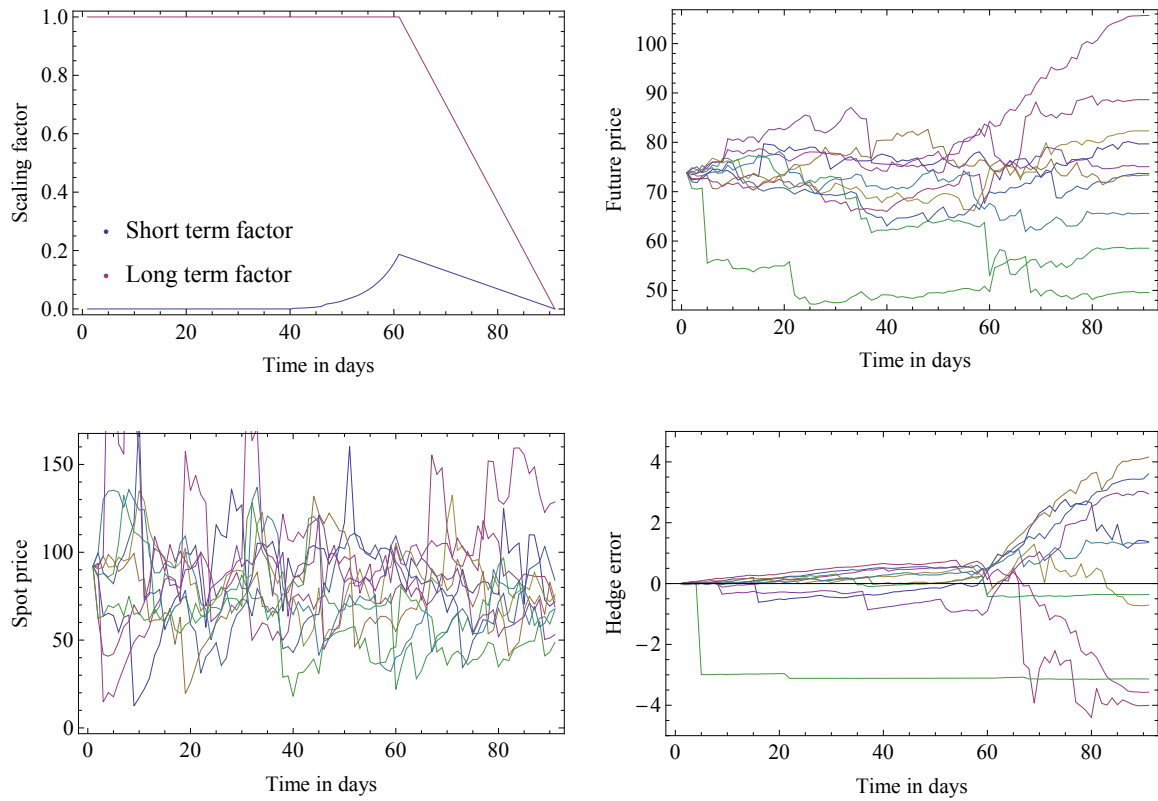 1.0
0.8
0.6
0.4
0.2
0.0
Scaling factor
Short term factor
Long term factor
0 20 40 60 80
Time in days
100
90
80
70
60
50
Future price
0 20 40 60 80
Time in days
150
100
50
0
Spot price
0 20 40 60 80
Time in days
4
2
0
−2
−4
Hedge error
0 20 40 60 80
Time in days